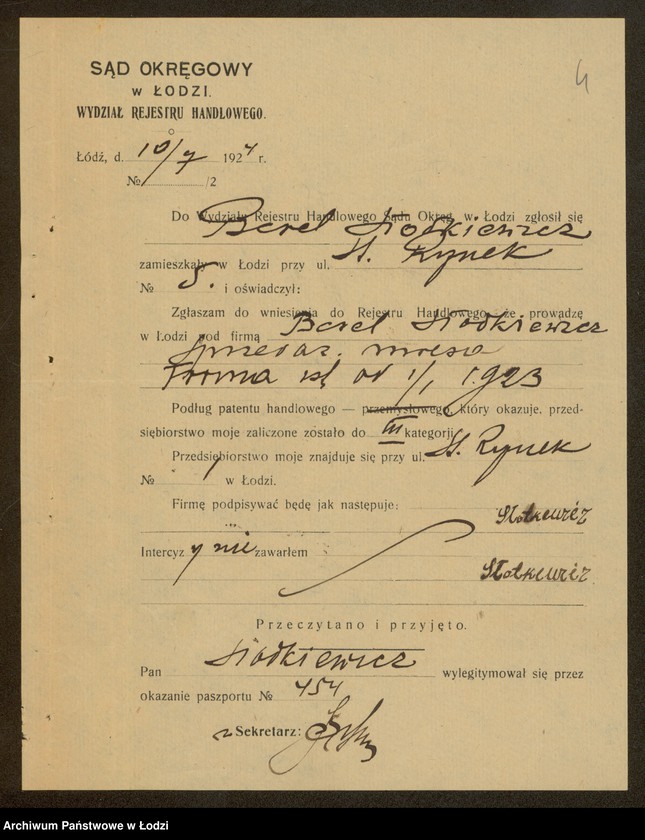 4
SĄD OKRĘGOWY
w ŁODZI.
WYDZIAŁ REJESTRU HANDLOWEGO.
Łódź, d. 10/7 1924 r.
№ /2
Do Wydziału Rejestru Handlowego Sądu Okręg. w Łodzi zgłosił się
Berel Słodkiewicz
zamieszkały w Łodzi przy ul. St. Rynek
№ 5. i oświadczył:
Zgłaszam do wniesienia do Rejestru Handlowego, że prowadzę
w Łodzi pod firmą Berel Słodkiewicz
sprzedaż mięsa
Firma ist. od 1/I 1923
Podług patentu handlowego — przemysłowego, który okazuje, przed-
siębiorstwo moje zaliczone zostało do III kategorji
Przedsiębiorstwo moje znajduje się przy ul. St. Rynek
№ 1 w Łodzi.
Firmę podpisywać będę jak następuje:
Intercyzy nie zawarłem
Przeczytano i przyjęto.
Pan Słodkiewicz wylegitymował się przez
okazanie paszportu № 454
Sekretarz:
Archiwum Państwowe w Łodzi